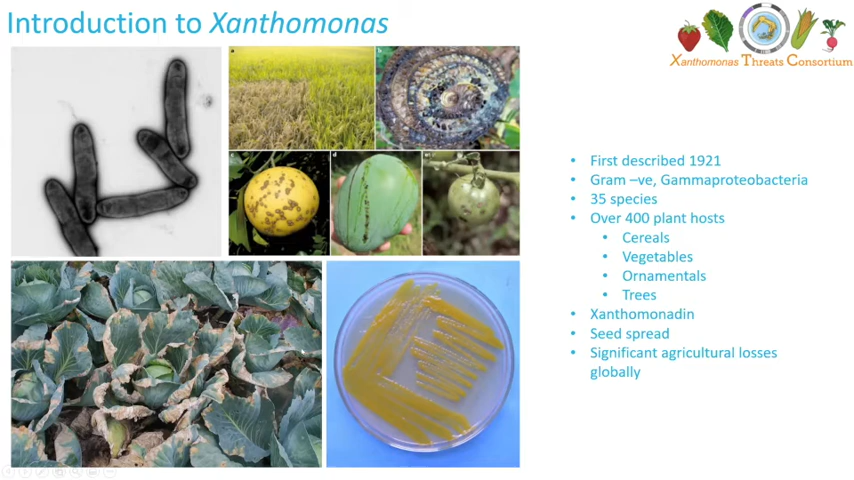 Introduction to Xanthomonas
Xanthomonas Threats Consortium
a
b
d
• First described 1921
• Gram –ve, Gammaproteobacteria
• 35 species
• Over 400 plant hosts
• Cereals
• Vegetables
• Ornamentals
• Trees
• Xanthomonadin
• Seed spread
• Significant agricultural losses
globally